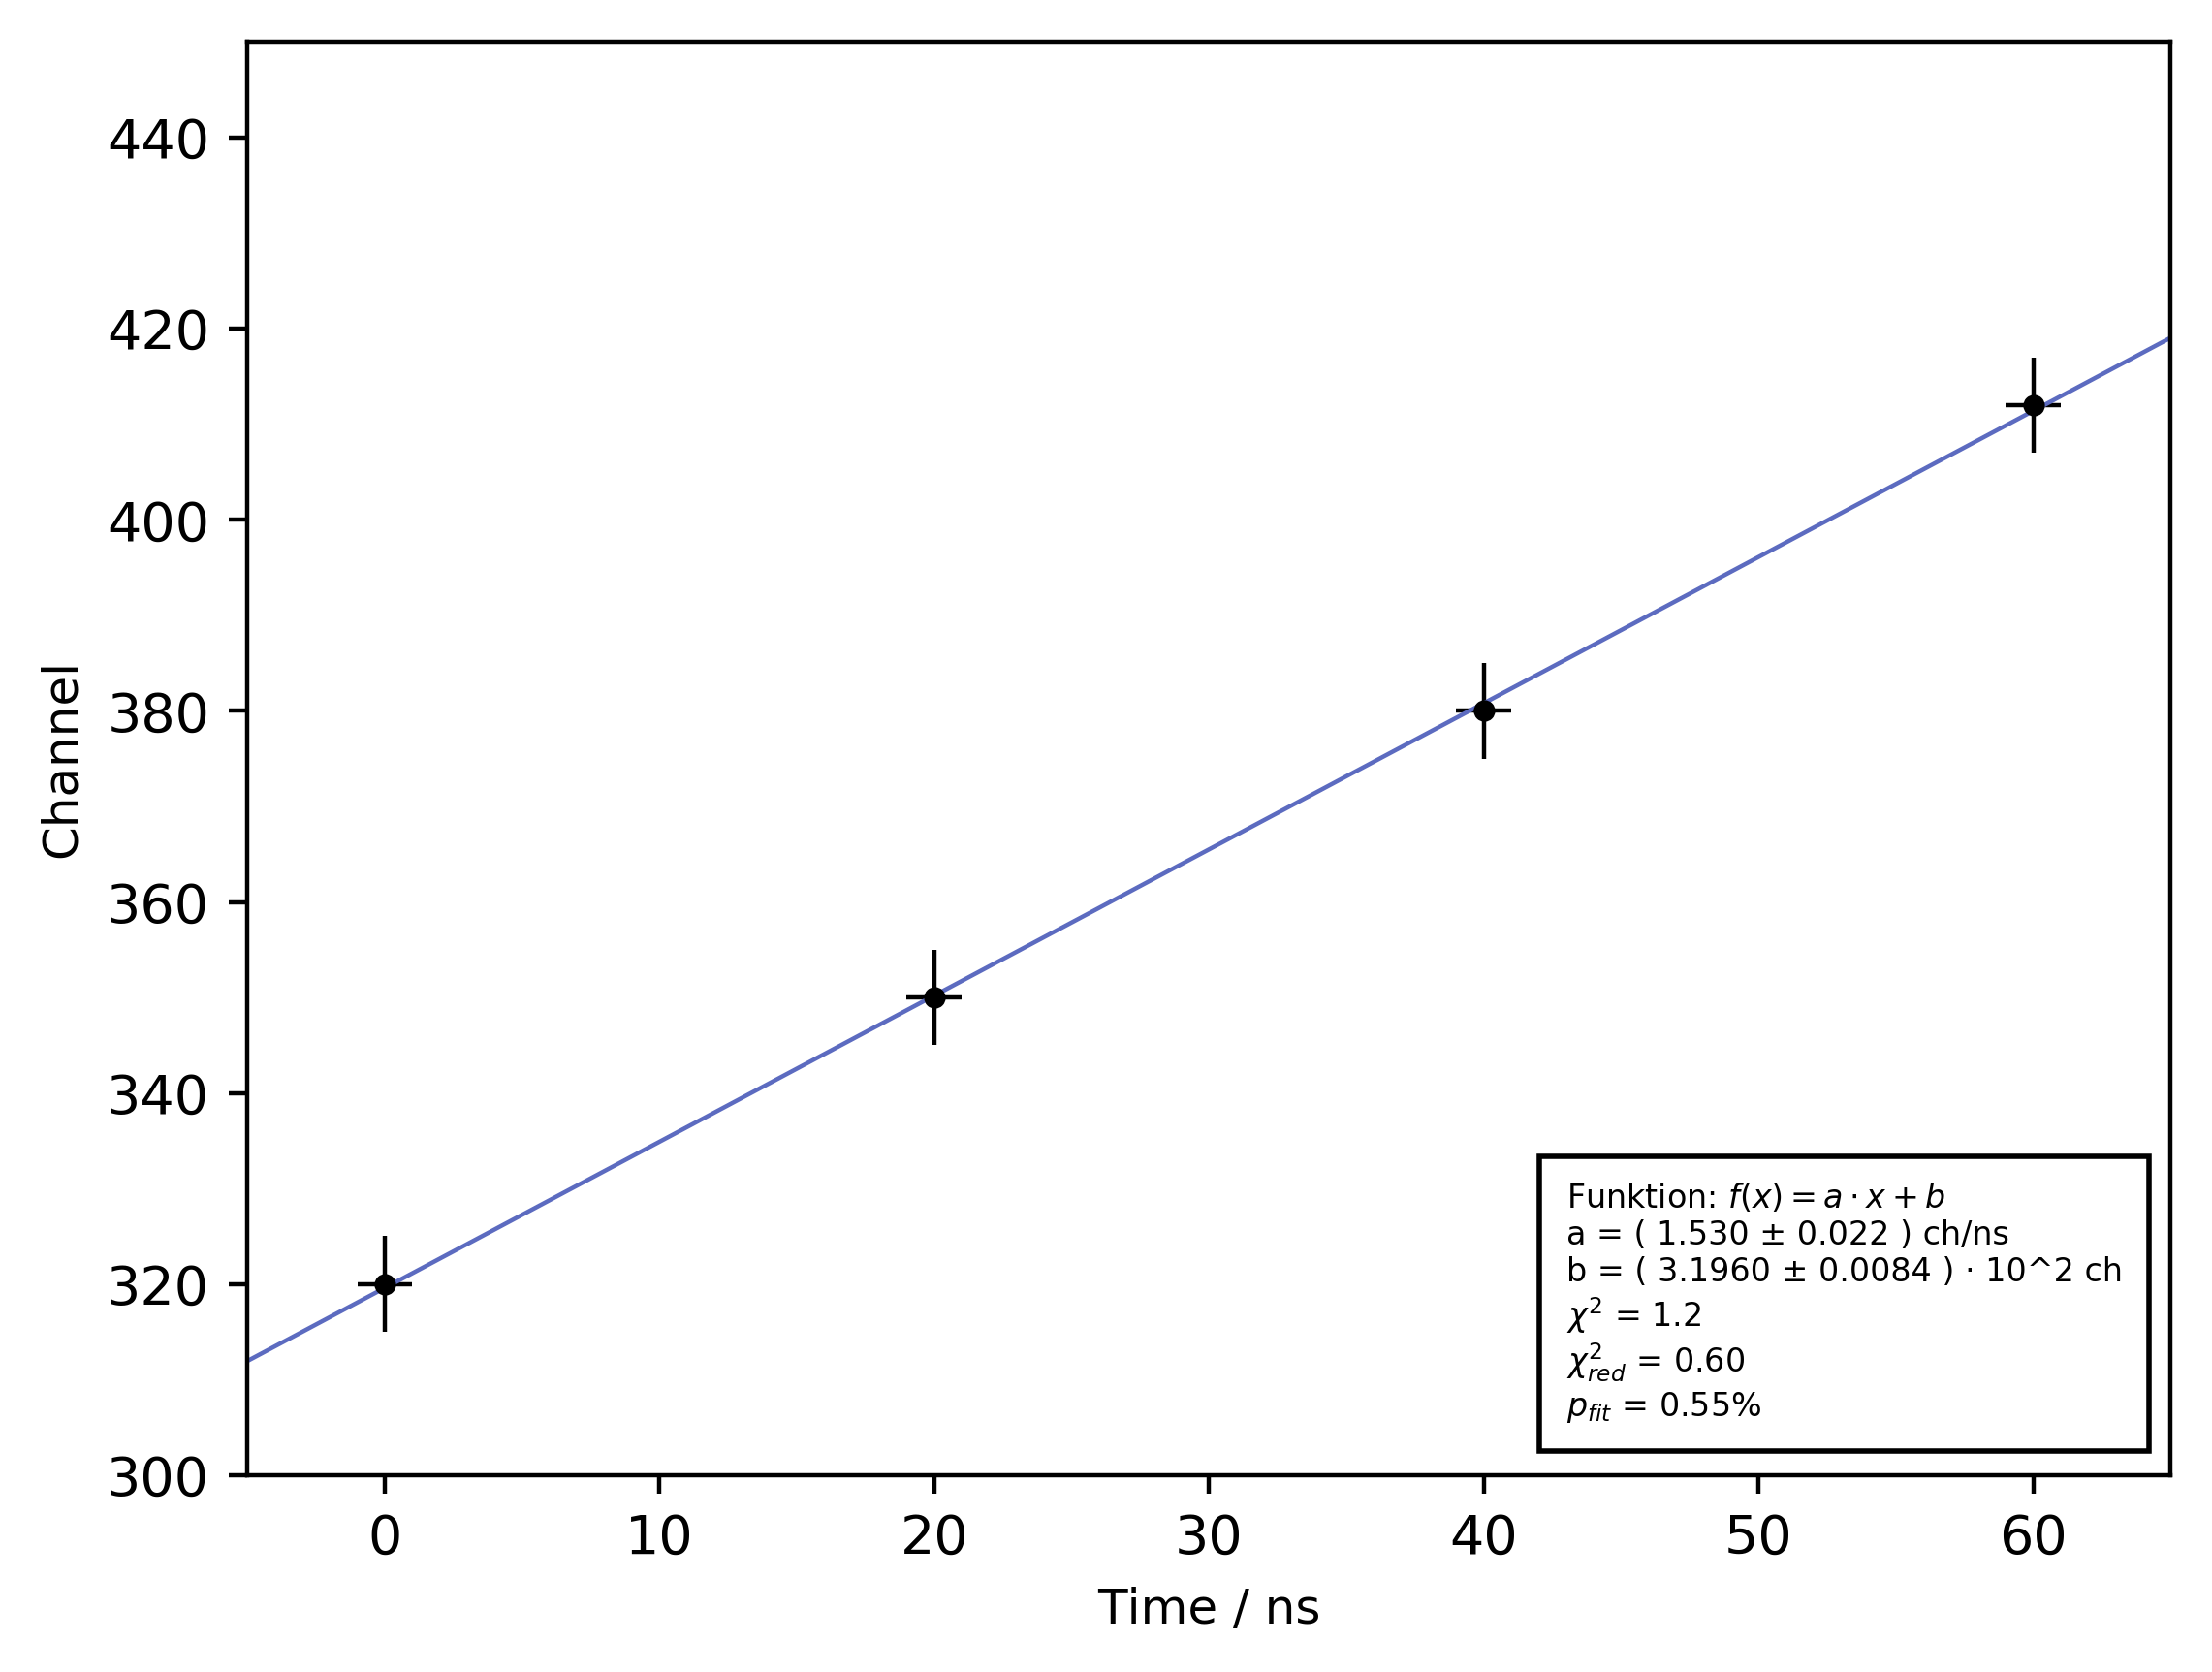 440
420
400
380
360
340
320
300
Channel
0 10 20 30 40 50 60
Time / ns
Funktion: f(x) = a · x + b
a = ( 1.530 ± 0.022 ) ch/ns
b = ( 3.1960 ± 0.0084 ) · 10^2 ch
χ² = 1.2
χ²_red = 0.60
p_fit = 0.55%